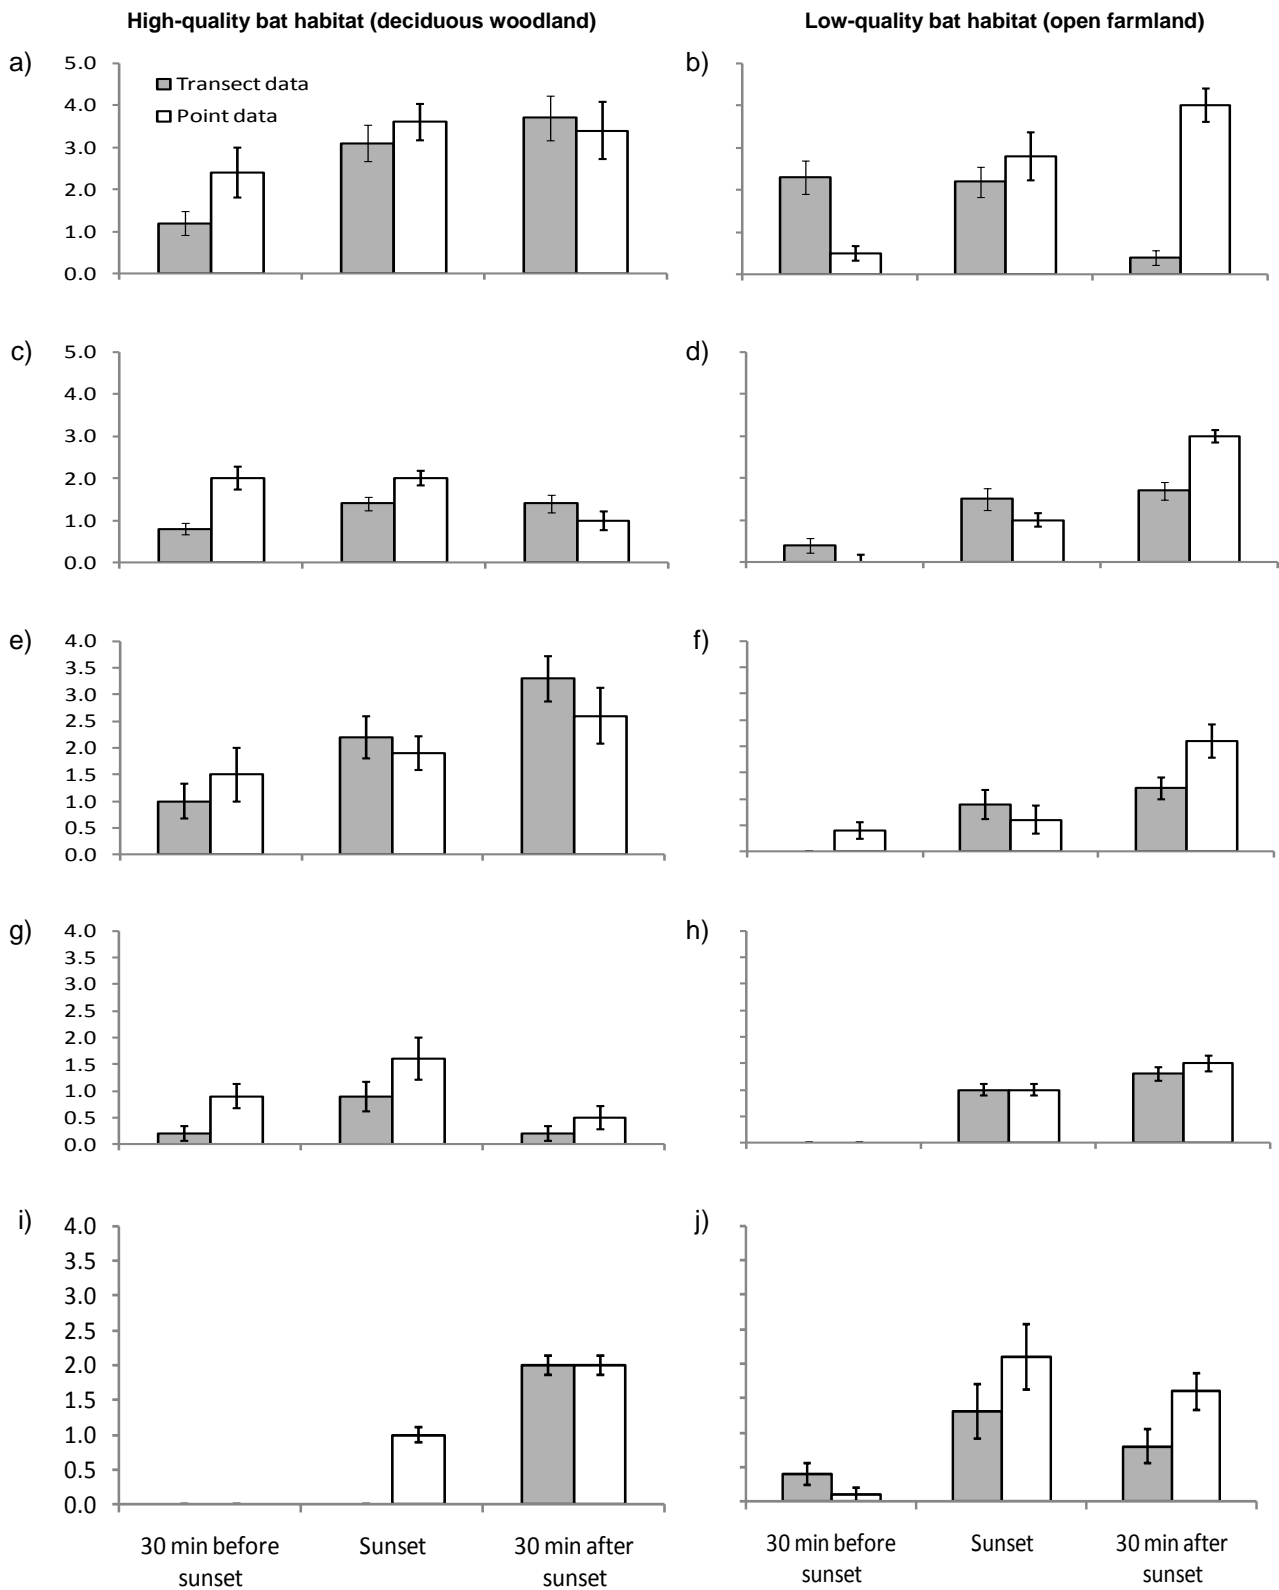 High-quality bat habitat (deciduous woodland)
Low-quality bat habitat (open farmland)
a)
5.0
4.0
3.0
2.0
1.0
0.0
Transect data
Point data
b)
c)
5.0
4.0
3.0
2.0
1.0
0.0
d)
e)
4.0
3.5
3.0
2.5
2.0
1.5
1.0
0.5
0.0
f)
g)
4.0
3.5
3.0
2.5
2.0
1.5
1.0
0.5
0.0
h)
i)
4.0
3.5
3.0
2.5
2.0
1.5
1.0
0.5
0.0
j)
30 min before
sunset
Sunset
30 min after
sunset
30 min before
sunset
Sunset
30 min after
sunset